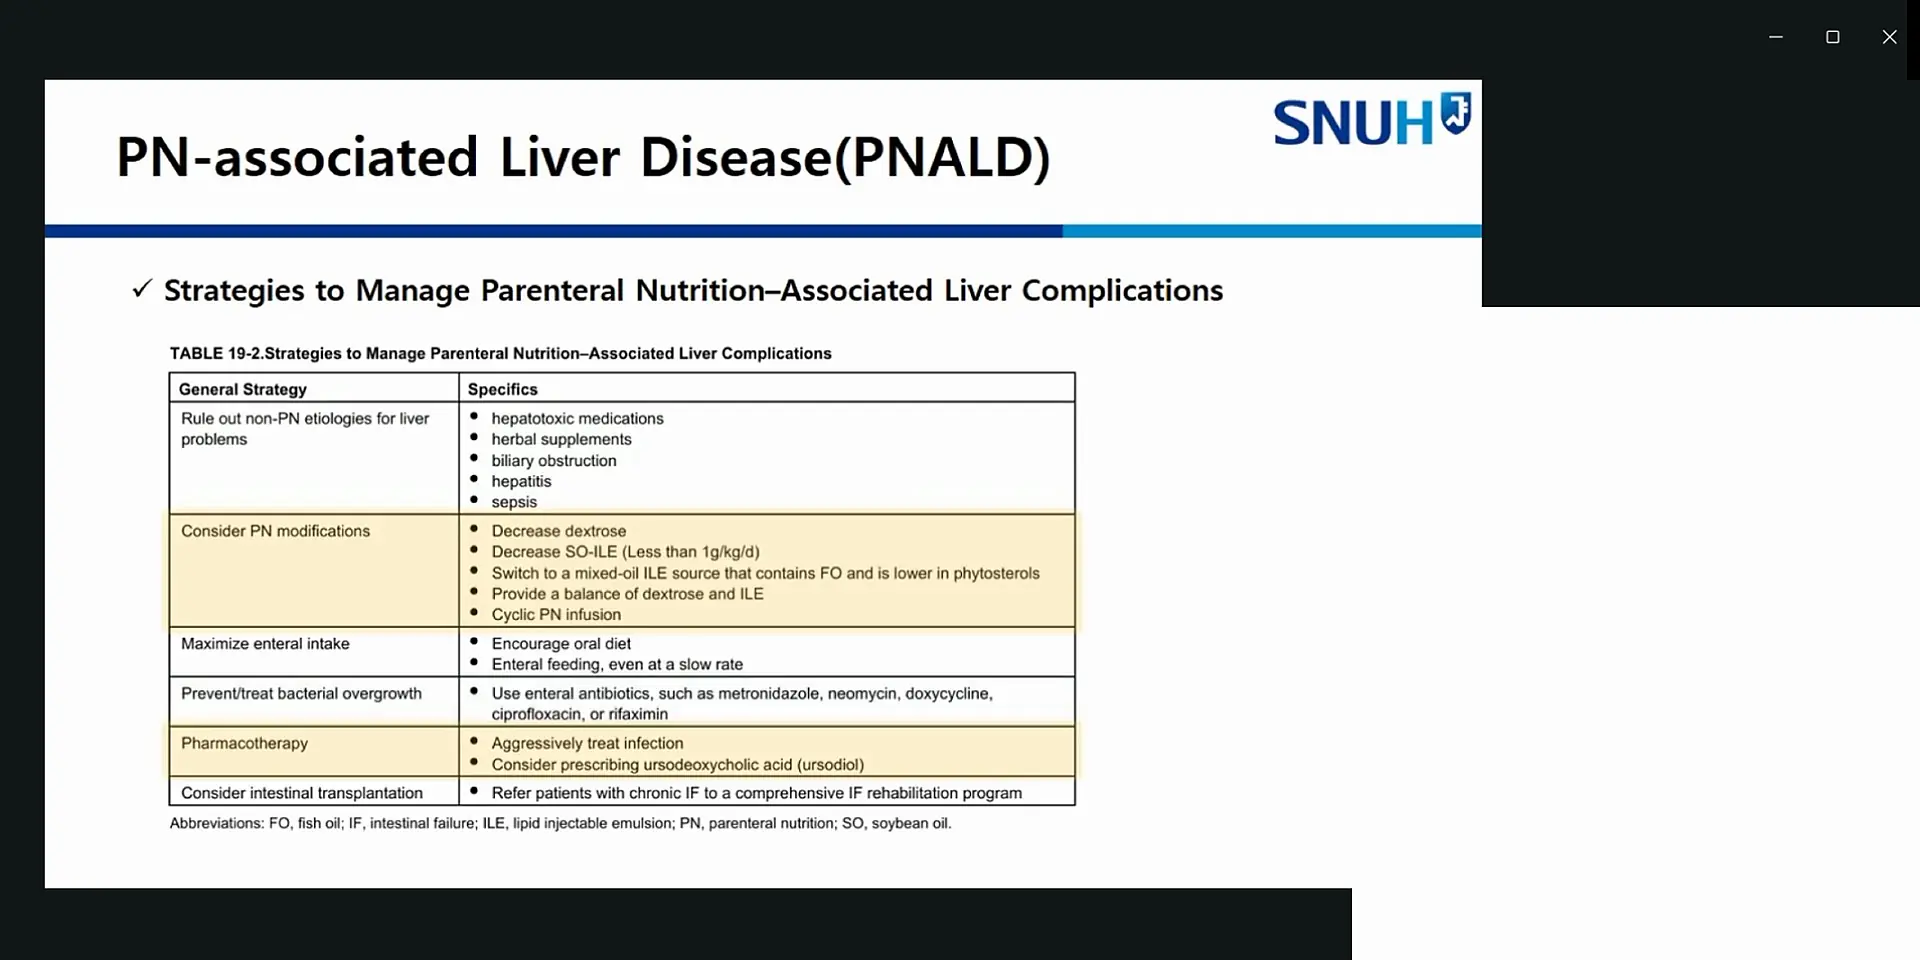 SNUH
PN-associated Liver Disease(PNALD)
✓ Strategies to Manage Parenteral Nutrition–Associated Liver Complications
TABLE 19-2.Strategies to Manage Parenteral Nutrition–Associated Liver Complications
General Strategy
Specifics
Rule out non-PN etiologies for liver
problems
• hepatotoxic medications
• herbal supplements
• biliary obstruction
• hepatitis
• sepsis
Consider PN modifications
• Decrease dextrose
• Decrease SO-ILE (Less than 1g/kg/d)
• Switch to a mixed-oil ILE source that contains FO and is lower in phytosterols
• Provide a balance of dextrose and ILE
• Cyclic PN infusion
Maximize enteral intake
• Encourage oral diet
• Enteral feeding, even at a slow rate
Prevent/treat bacterial overgrowth
• Use enteral antibiotics, such as metronidazole, neomycin, doxycycline,
ciprofloxacin, or rifaximin
Pharmacotherapy
• Aggressively treat infection
• Consider prescribing ursodeoxycholic acid (ursodiol)
Consider intestinal transplantation
• Refer patients with chronic IF to a comprehensive IF rehabilitation program
Abbreviations: FO, fish oil; IF, intestinal failure; ILE, lipid injectable emulsion; PN, parenteral nutrition; SO, soybean oil.